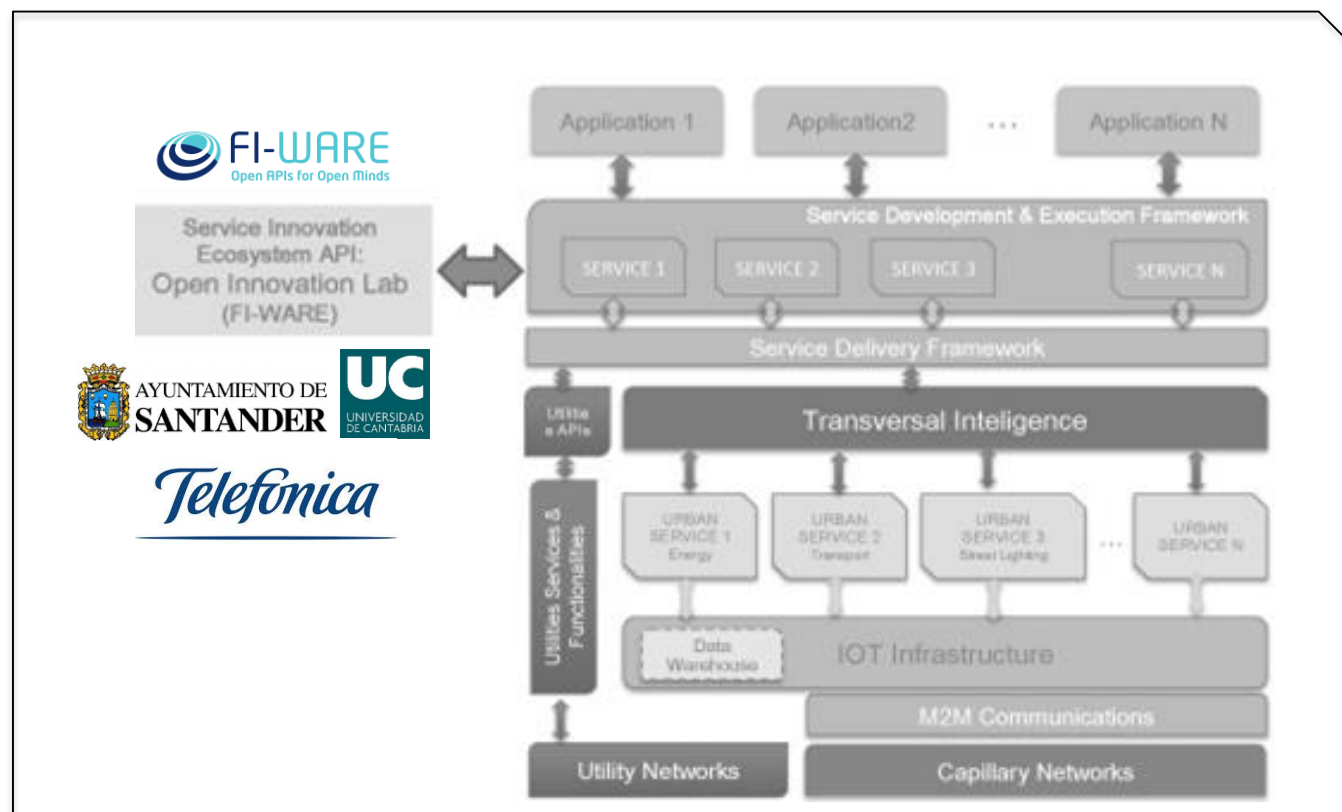 FI-WARE
Open APIs for Open Minds
Service Innovation
Ecosystem API:
Open Innovation Lab
(FI-WARE)
AYUNTAMIENTO DE
SANTANDER
UC
UNIVERSIDAD
DE CANTABRIA
Telefónica
Application 1
Application2
...
Application N
Service Development & Execution Framework
SERVICE 1
SERVICE 2
SERVICE 3
SERVICE N
Service Delivery Framework
Utilitie
s APIs
Transversal Inteligence
URBAN
SERVICE 1
Energy
URBAN
SERVICE 2
Transport
URBAN
SERVICE 3
Street Lighting
...
URBAN
SERVICE N
Utilities Services &
Functionalities
Data
Warehouse
IOT Infrastructure
M2M Communications
Utility Networks
Capillary Networks